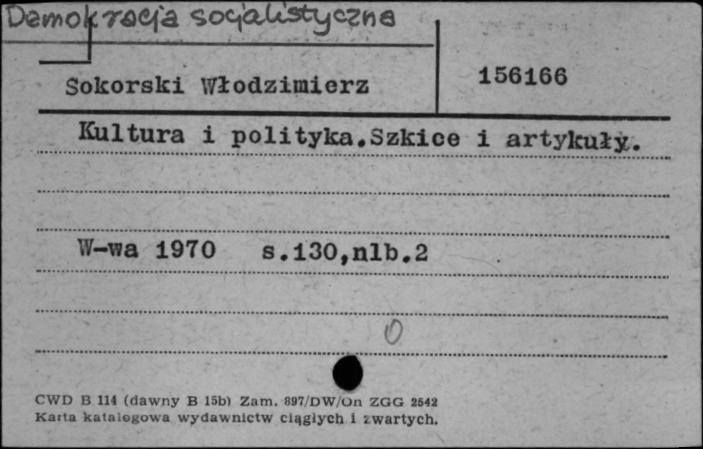 Demokracja socjalistyczna
Sokorski Włodzimierz
156166
Kultura i polityka.Szkice i artykuły.
W-wa 1970 s.130,nlb.2
0
CWD B 114 (dawny B 15b) Zam. 897/DW/On ZGG 2542
Karta katalogowa wydawnictw ciągłych i zwartych.